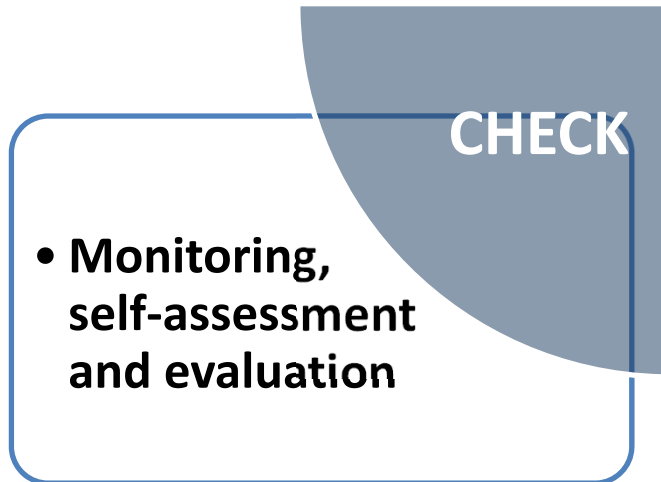 CHECK
• Monitoring,
self-assessment
and evaluation